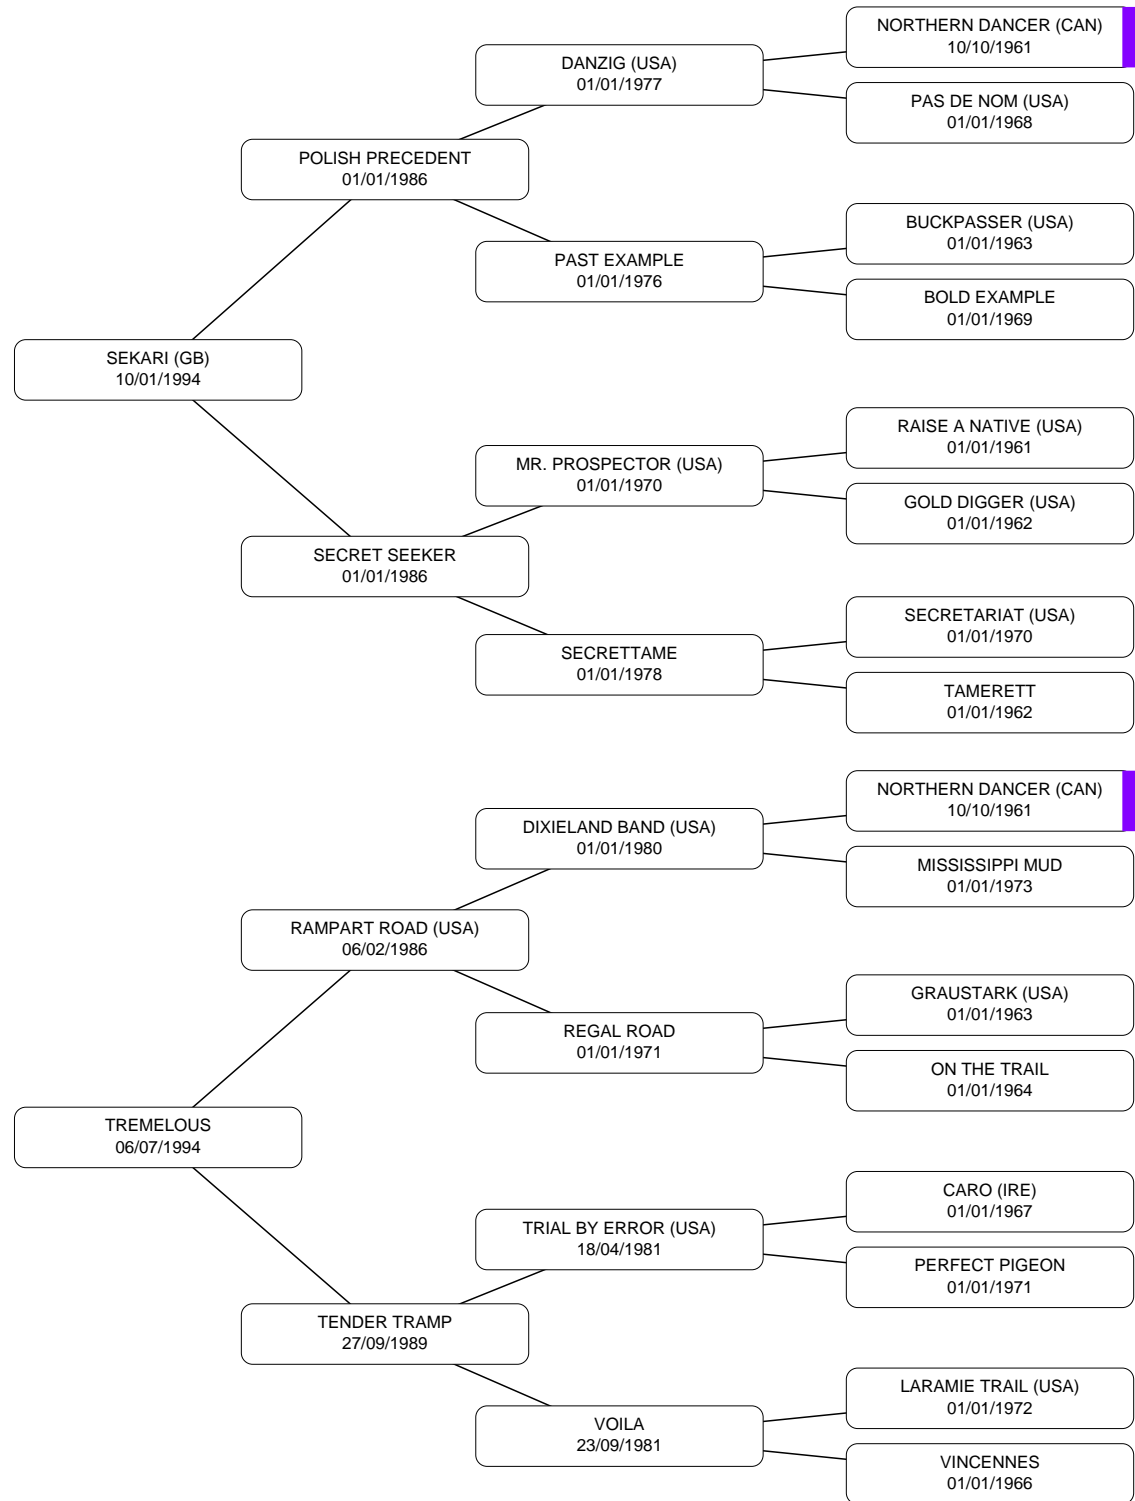 NORTHERN DANCER (CAN)
10/10/1961
DANZIG (USA)
01/01/1977
PAS DE NOM (USA)
01/01/1968
POLISH PRECEDENT
01/01/1986
BUCKPASSER (USA)
01/01/1963
PAST EXAMPLE
01/01/1976
BOLD EXAMPLE
01/01/1969
SEKARI (GB)
10/01/1994
RAISE A NATIVE (USA)
01/01/1961
MR. PROSPECTOR (USA)
01/01/1970
GOLD DIGGER (USA)
01/01/1962
SECRET SEEKER
01/01/1986
SECRETARIAT (USA)
01/01/1970
SECRETTAME
01/01/1978
TAMERETT
01/01/1962
NORTHERN DANCER (CAN)
10/10/1961
DIXIELAND BAND (USA)
01/01/1980
MISSISSIPPI MUD
01/01/1973
RAMPART ROAD (USA)
06/02/1986
GRAUSTARK (USA)
01/01/1963
REGAL ROAD
01/01/1971
ON THE TRAIL
01/01/1964
TREMELOUS
06/07/1994
CARO (IRE)
01/01/1967
TRIAL BY ERROR (USA)
18/04/1981
PERFECT PIGEON
01/01/1971
TENDER TRAMP
27/09/1989
LARAMIE TRAIL (USA)
01/01/1972
VOILA
23/09/1981
VINCENNES
01/01/1966